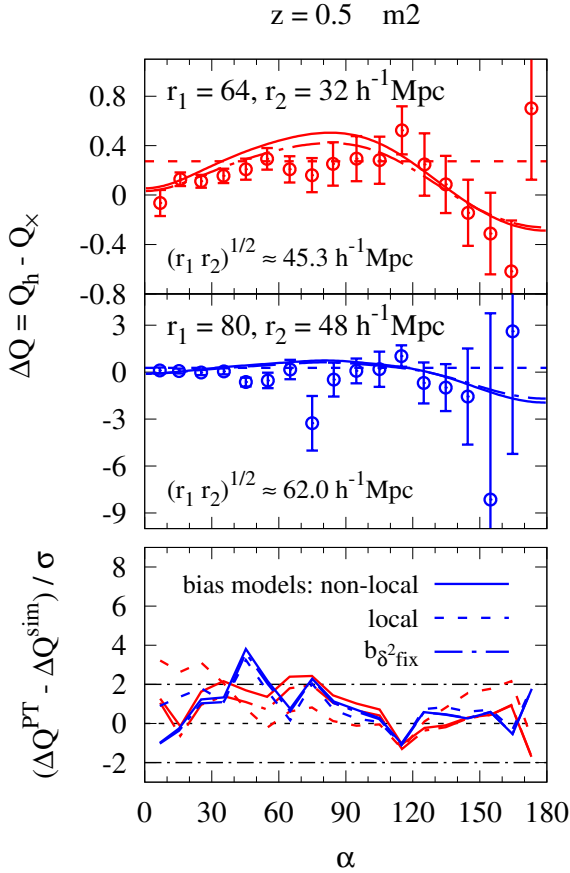 z = 0.5 m2
r1 = 64, r2 = 32 h-1Mpc
(r1 r2)1/2 ≈ 45.3 h-1Mpc
0.8
0.4
0
-0.4
-0.8
ΔQ = Qh - Q×
r1 = 80, r2 = 48 h-1Mpc
(r1 r2)1/2 ≈ 62.0 h-1Mpc
3
0
-3
-6
-9
bias models: non-local
local
bδ2fix
8
6
4
2
0
-2
(ΔQPT - ΔQsim) / σ
0 30 60 90 120 150 180
α